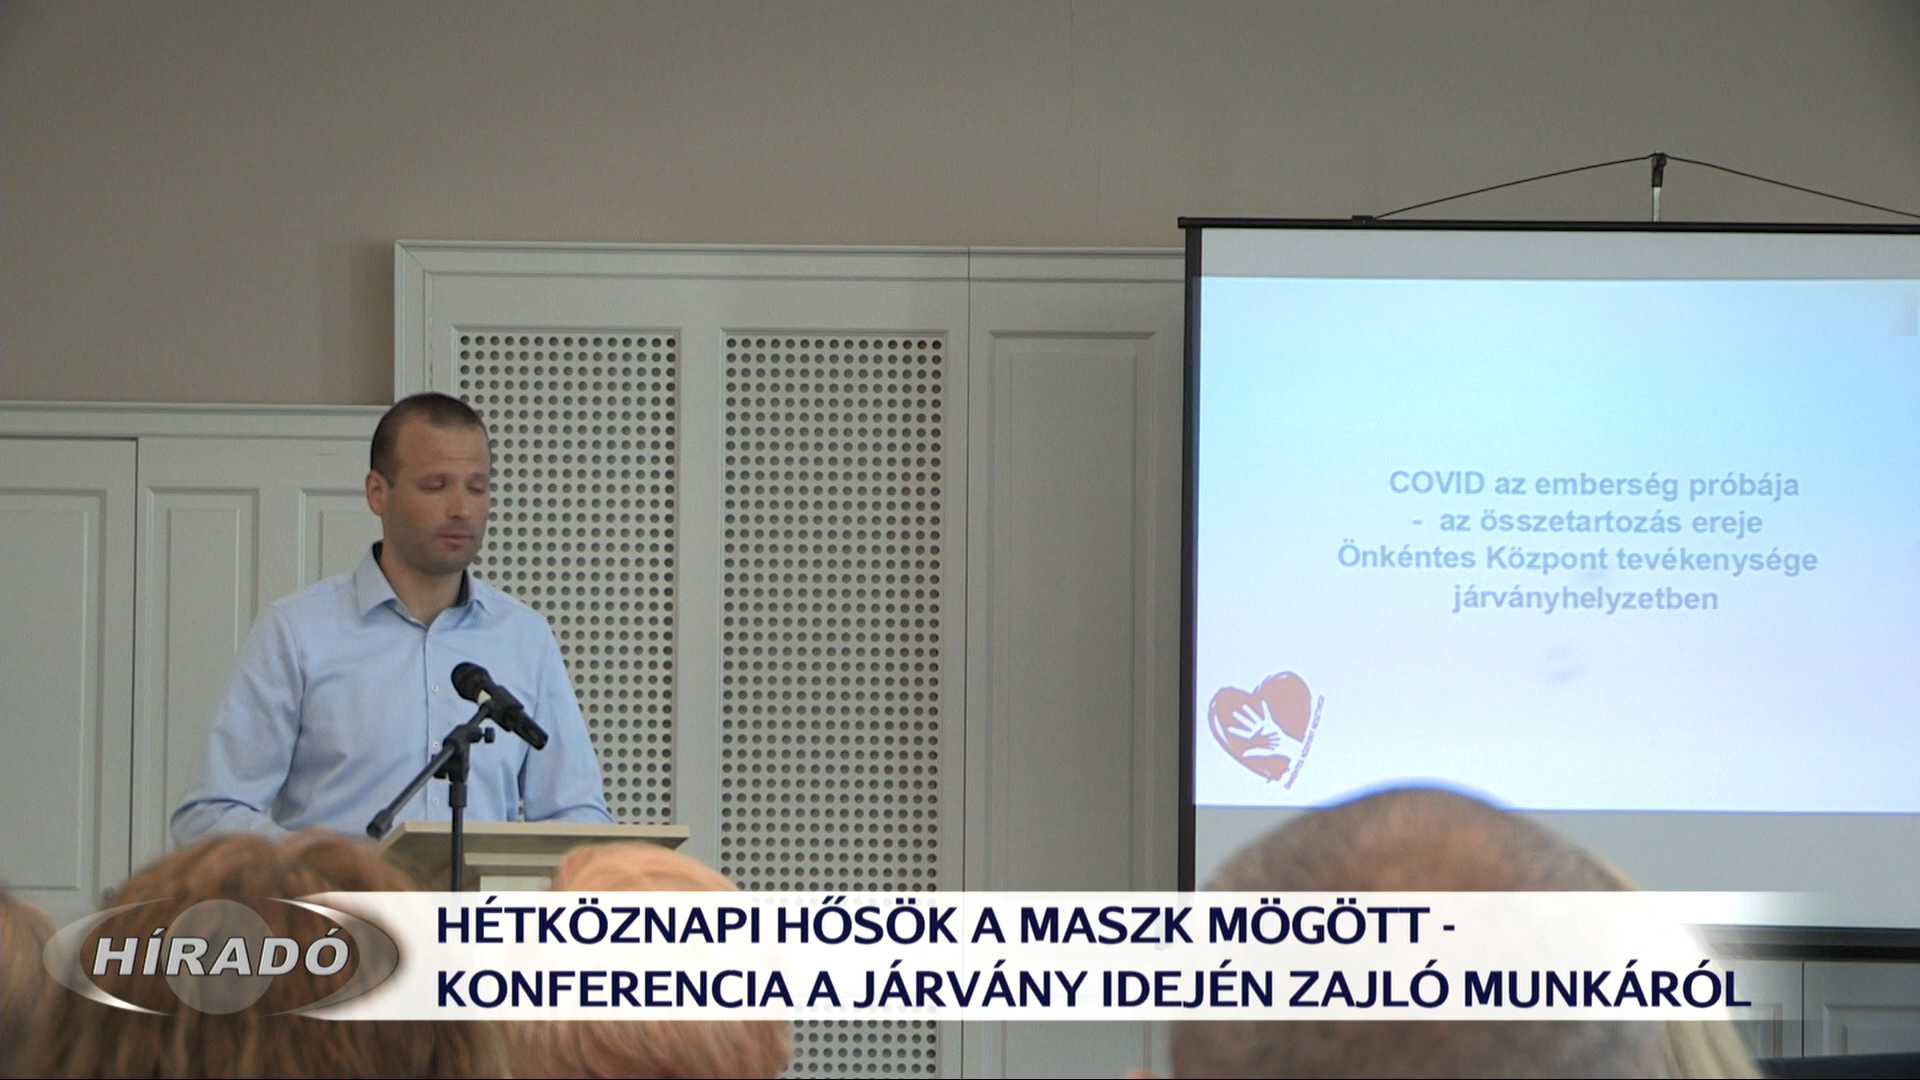 COVID az emberség próbája
- az összetartozás ereje
Önkéntes Központ tevékenysége
járványhelyzetben
HÍRADÓ
HÉTKÖZNAPI HŐSÖK A MASZK MÖGÖTT -
KONFERENCIA A JÁRVÁNY IDEJÉN ZAJLÓ MUNKÁRÓL